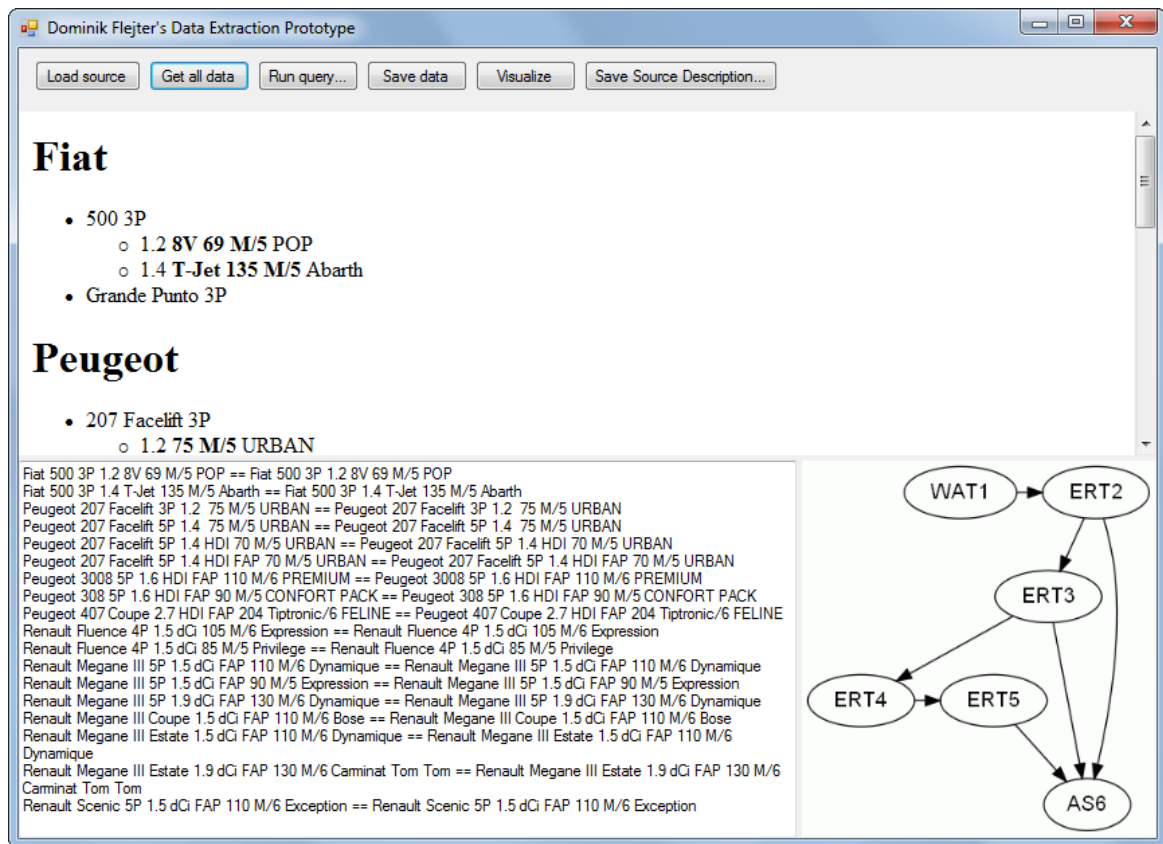 Dominik Flejter's Data Extraction Prototype
Load source Get all data Run query... Save data Visualize Save Source Description...
Fiat
• 500 3P
o 1.2 8V 69 M/5 POP
o 1.4 T-Jet 135 M/5 Abarth
• Grande Punto 3P
Peugeot
• 207 Facelift 3P
o 1.2 75 M/5 URBAN
Fiat 500 3P 1.2 8V 69 M/5 POP == Fiat 500 3P 1.2 8V 69 M/5 POP
Fiat 500 3P 1.4 T-Jet 135 M/5 Abarth == Fiat 500 3P 1.4 T-Jet 135 M/5 Abarth
Peugeot 207 Facelift 3P 1.2  75 M/5 URBAN == Peugeot 207 Facelift 3P 1.2  75 M/5 URBAN
Peugeot 207 Facelift 5P 1.4  75 M/5 URBAN == Peugeot 207 Facelift 5P 1.4  75 M/5 URBAN
Peugeot 207 Facelift 5P 1.4 HDI 70 M/5 URBAN == Peugeot 207 Facelift 5P 1.4 HDI 70 M/5 URBAN
Peugeot 207 Facelift 5P 1.4 HDI FAP 70 M/5 URBAN == Peugeot 207 Facelift 5P 1.4 HDI FAP 70 M/5 URBAN
Peugeot 3008 5P 1.6 HDI FAP 110 M/6 PREMIUM == Peugeot 3008 5P 1.6 HDI FAP 110 M/6 PREMIUM
Peugeot 308 5P 1.6 HDI FAP 90 M/5 CONFORT PACK == Peugeot 308 5P 1.6 HDI FAP 90 M/5 CONFORT PACK
Peugeot 407 Coupe 2.7 HDI FAP 204 Tiptronic/6 FELINE == Peugeot 407 Coupe 2.7 HDI FAP 204 Tiptronic/6 FELINE
Renault Fluence 4P 1.5 dCi 105 M/6 Expression == Renault Fluence 4P 1.5 dCi 105 M/6 Expression
Renault Fluence 4P 1.5 dCi 85 M/5 Privilege == Renault Fluence 4P 1.5 dCi 85 M/5 Privilege
Renault Megane III 5P 1.5 dCi FAP 110 M/6 Dynamique == Renault Megane III 5P 1.5 dCi FAP 110 M/6 Dynamique
Renault Megane III 5P 1.5 dCi FAP 90 M/5 Expression == Renault Megane III 5P 1.5 dCi FAP 90 M/5 Expression
Renault Megane III 5P 1.9 dCi FAP 130 M/6 Dynamique == Renault Megane III 5P 1.9 dCi FAP 130 M/6 Dynamique
Renault Megane III Coupe 1.5 dCi FAP 110 M/6 Bose == Renault Megane III Coupe 1.5 dCi FAP 110 M/6 Bose
Renault Megane III Estate 1.5 dCi FAP 110 M/6 Dynamique == Renault Megane III Estate 1.5 dCi FAP 110 M/6
Dynamique
Renault Megane III Estate 1.9 dCi FAP 130 M/6 Carminat Tom Tom == Renault Megane III Estate 1.9 dCi FAP 130 M/6
Carminat Tom Tom
Renault Scenic 5P 1.5 dCi FAP 110 M/6 Exception == Renault Scenic 5P 1.5 dCi FAP 110 M/6 Exception
WAT1 ERT2
ERT3
ERT4 ERT5
AS6